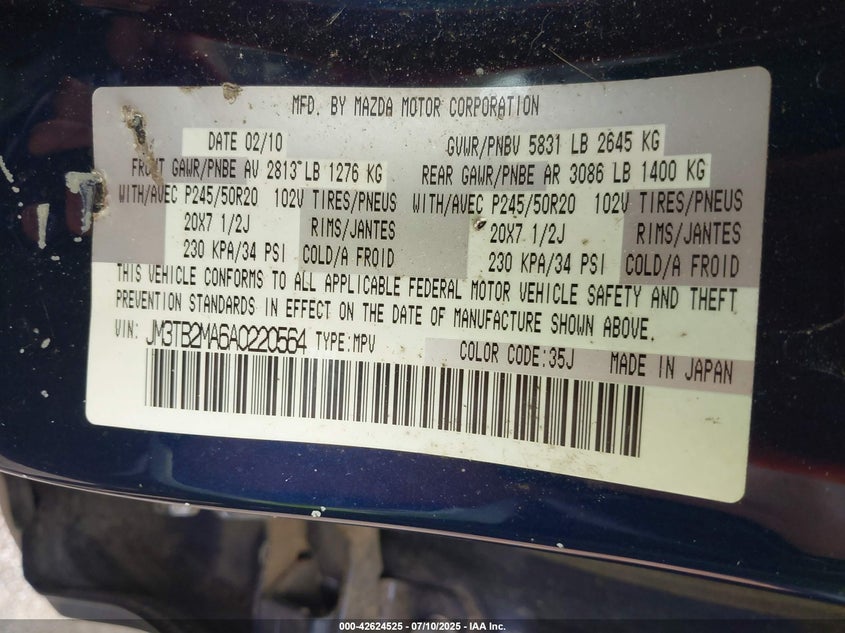 MFD. BY MAZDA MOTOR CORPORATION
DATE 02/10 GVWR/PNBV 5831 LB 2645 KG
FRONT GAWR/PNBE AV 2813 LB 1276 KG REAR GAWR/PNBE AR 3086 LB 1400 KG
WITH/AVEC P245/50R20 102V TIRES/PNEUS WITH/AVEC P245/50R20 102V TIRES/PNEUS
20X7 1/2J RIMS/JANTES 20X7 1/2J RIMS/JANTES
230 KPA/34 PSI COLD/A FROID 230 KPA/34 PSI COLD/A FROID
THIS VEHICLE CONFORMS TO ALL APPLICABLE FEDERAL MOTOR VEHICLE SAFETY AND THEFT
PREVENTION STANDARDS IN EFFECT ON THE DATE OF MANUFACTURE SHOWN ABOVE.
VIN: JM3TB2MA6A0220564 TYPE:MPV COLOR CODE:35J MADE IN JAPAN
000-42624525 - 07/10/2025 - IAA Inc.